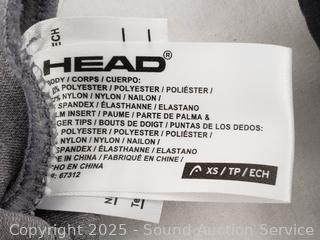 ECH
HEAD®
BODY / CORPS / CUERPO:
% POLYESTER / POLYESTER / POLIÉSTER /
% NYLON / NYLON / NAILON /
SPANDEX / ÉLASTHANNE / ELASTANO
PALM INSERT / PAUME / PARTE DE PALMA &
FINGER TIPS / BOUTS DE DOIGT / PUNTAS DE LOS DEDOS:
% POLYESTER / POLYESTER / POLIÉSTER /
% NYLON / NYLON / NAILON /
SPANDEX / ÉLASTHANNE / ELASTANO
MADE IN CHINA / FABRIQUÉ EN CHINE /
HECHO EN CHINA
67312
XS / TP / ECH
Copyright 2025 - Sound Auction Service